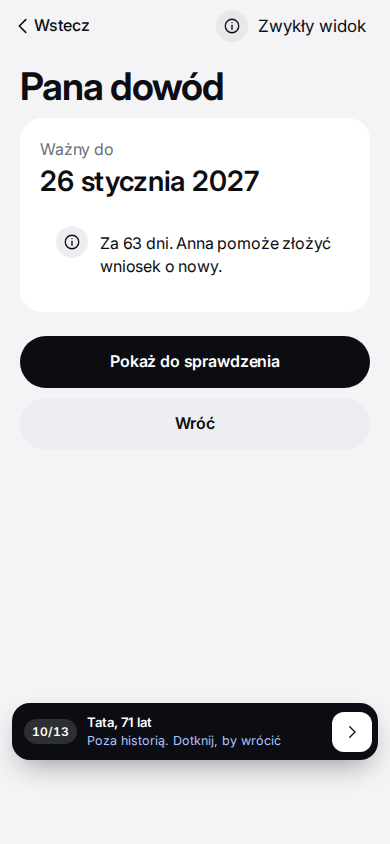 Wstecz
Zwykły widok
Pana dowód
Ważny do
26 stycznia 2027
Za 63 dni. Anna pomoże złożyć
wniosek o nowy.
Pokaż do sprawdzenia
Wróć
10/13
Tata, 71 lat
Poza historią. Dotknij, by wrócić